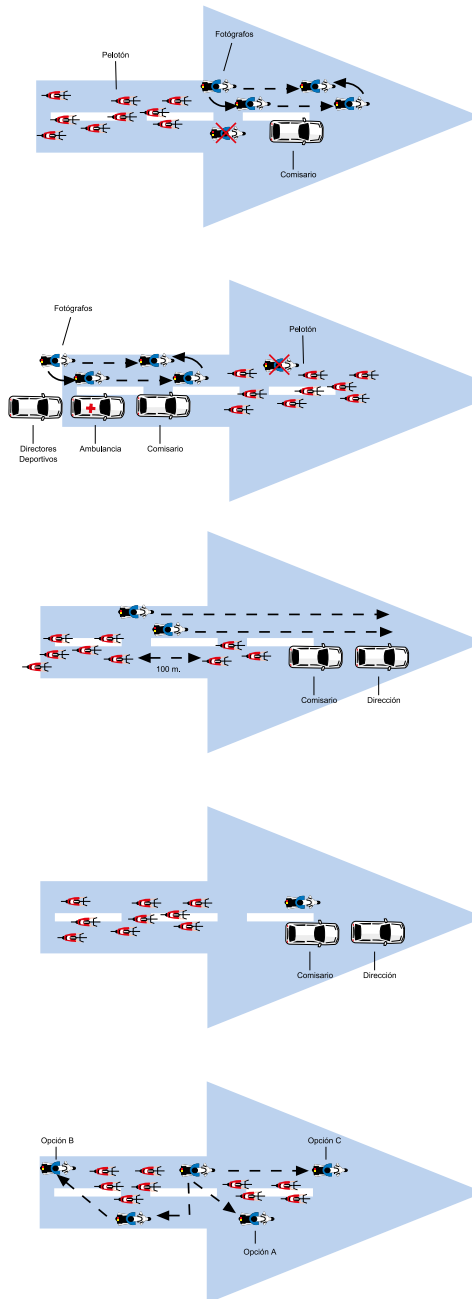 Fotógrafos
Pelotón
Comisario
Fotógrafos
Pelotón
Directores
Deportivos
Ambulancia
Comisario
100 m.
Comisario
Dirección
Comisario
Dirección
Opción B
Opción C
Opción A